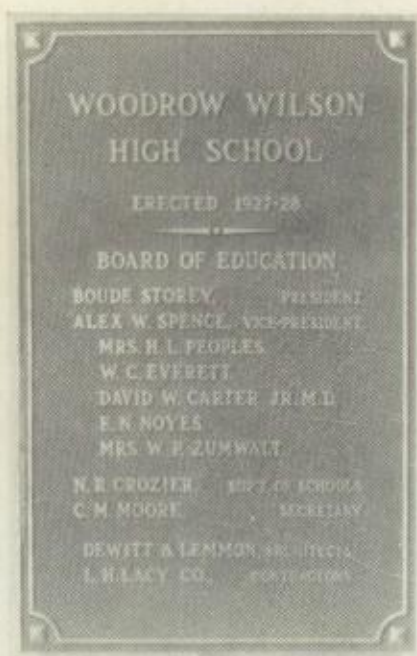 WOODROW WILSON
HIGH SCHOOL
ERECTED 1927-28
BOARD OF EDUCATION
BOUDE STOREY, PRESIDENT
ALEX W. SPENCE, VICE-PRESIDENT
MRS. H. L. PEOPLES
W. C. EVERETT
DAVID W. CARTER JR. M.D.
E. N. NOYES
MRS. W. P. ZUMWALT
N. R. CROZIER, SUP'T. OF SCHOOLS
C. M. MOORE SECRETARY
DEWITT & LEMMON, ARCHITECTS
L. H. LACY CO., CONTRACTORS